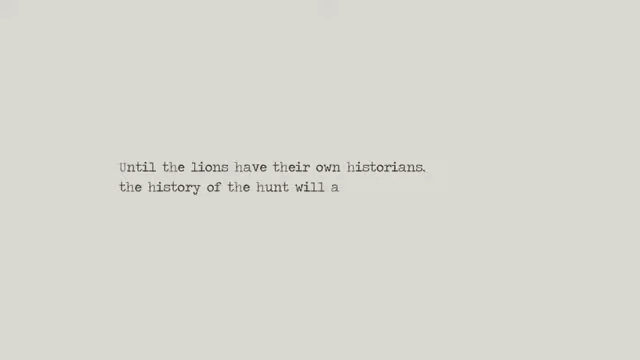 Until the lions have their own historians,
the history of the hunt will a